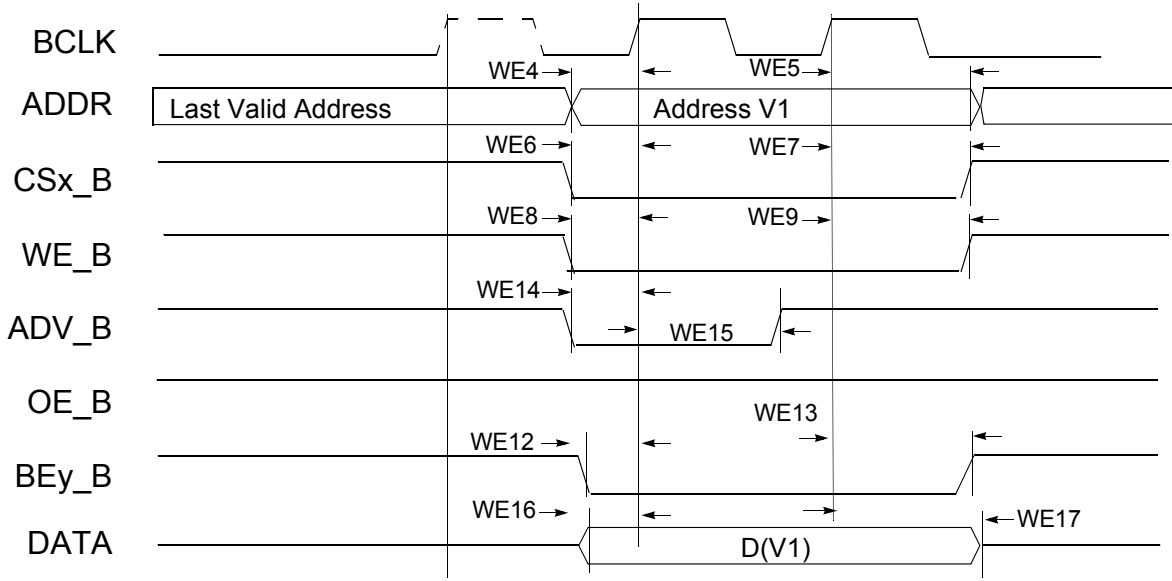 BCLK
WE4
WE5
ADDR
Last Valid Address
Address V1
WE6
WE7
CSx_B
WE8
WE9
WE_B
WE14
ADV_B
WE15
OE_B
WE13
WE12
BEy_B
WE16
WE17
DATA
D(V1)